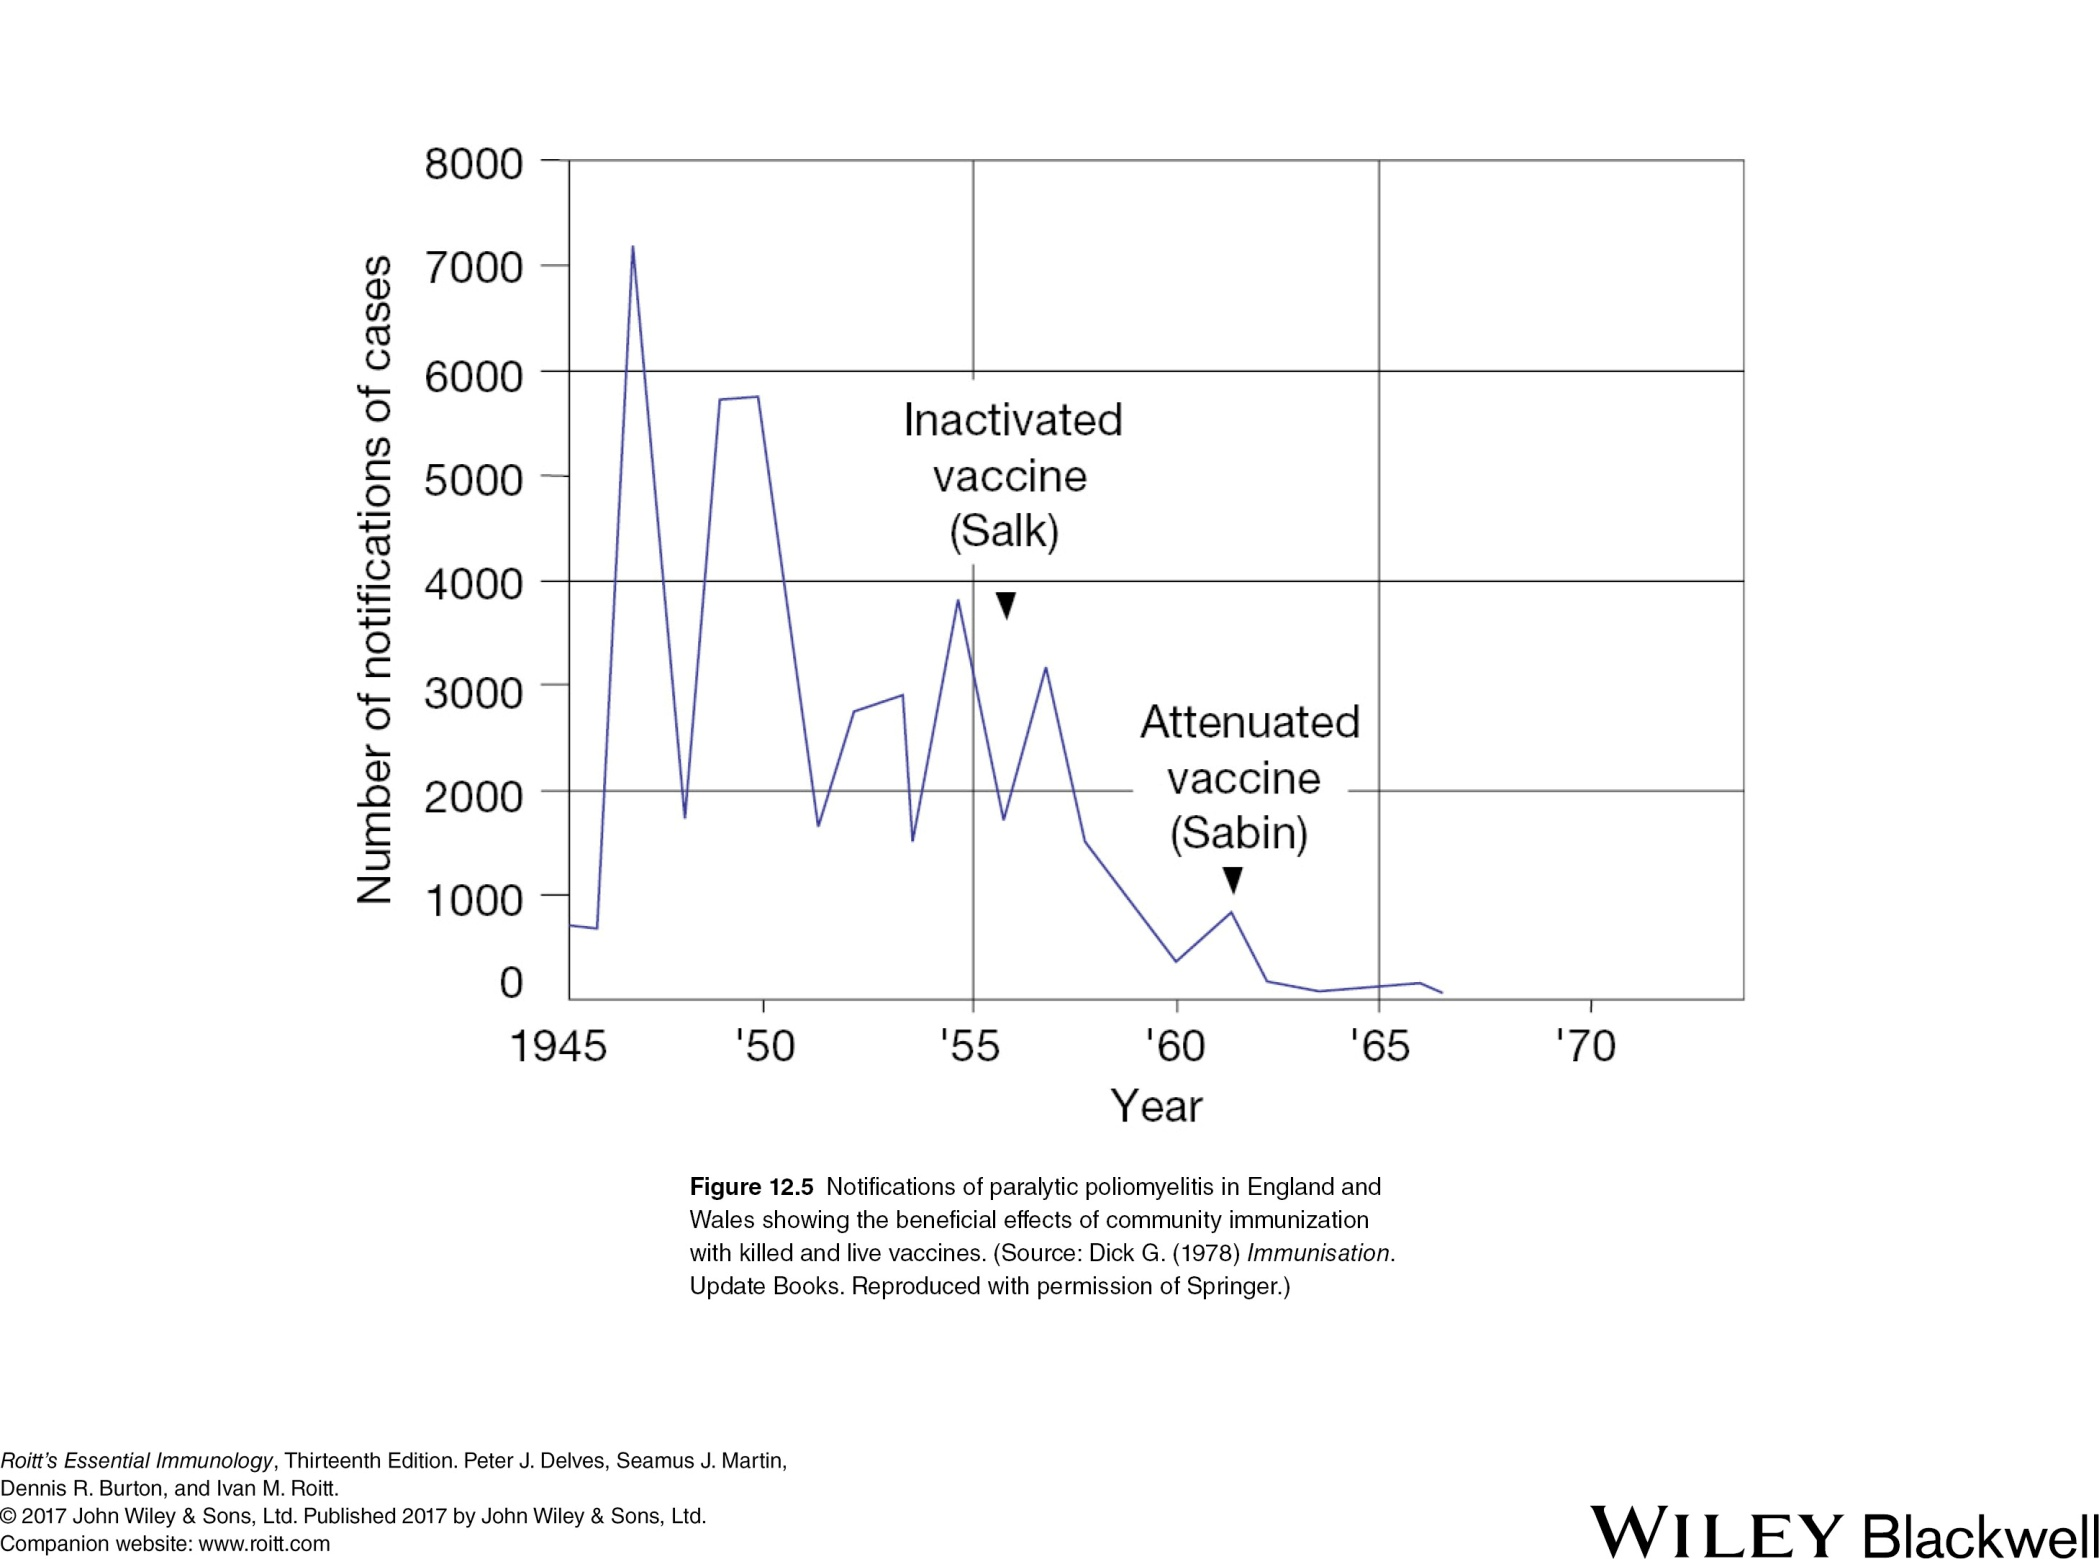 8000
7000
6000
5000
4000
3000
2000
1000
0
Number of notifications of cases
Inactivated
vaccine
(Salk)
Attenuated
vaccine
(Sabin)
1945 '50 '55 '60 '65 '70
Year
Figure 12.5 Notifications of paralytic poliomyelitis in England and
Wales showing the beneficial effects of community immunization
with killed and live vaccines. (Source: Dick G. (1978) Immunisation.
Update Books. Reproduced with permission of Springer.)
Roitt's Essential Immunology, Thirteenth Edition. Peter J. Delves, Seamus J. Martin,
Dennis R. Burton, and Ivan M. Roitt.
© 2017 John Wiley & Sons, Ltd. Published 2017 by John Wiley & Sons, Ltd.
Companion website: www.roitt.com
WILEY Blackwell